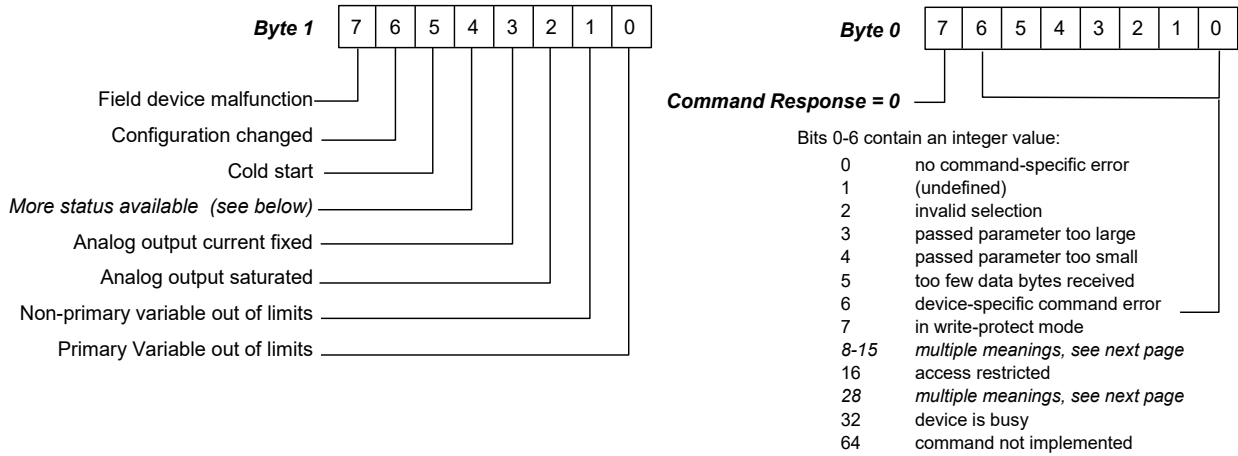 Byte 1 7 6 5 4 3 2 1 0
Field device malfunction
Configuration changed
Cold start
More status available (see below)
Analog output current fixed
Analog output saturated
Non-primary variable out of limits
Primary Variable out of limits
Byte 0 7 6 5 4 3 2 1 0
Command Response = 0
Bits 0-6 contain an integer value:
0 no command-specific error
1 (undefined)
2 invalid selection
3 passed parameter too large
4 passed parameter too small
5 too few data bytes received
6 device-specific command error
7 in write-protect mode
8-15 multiple meanings, see next page
16 access restricted
28 multiple meanings, see next page
32 device is busy
64 command not implemented